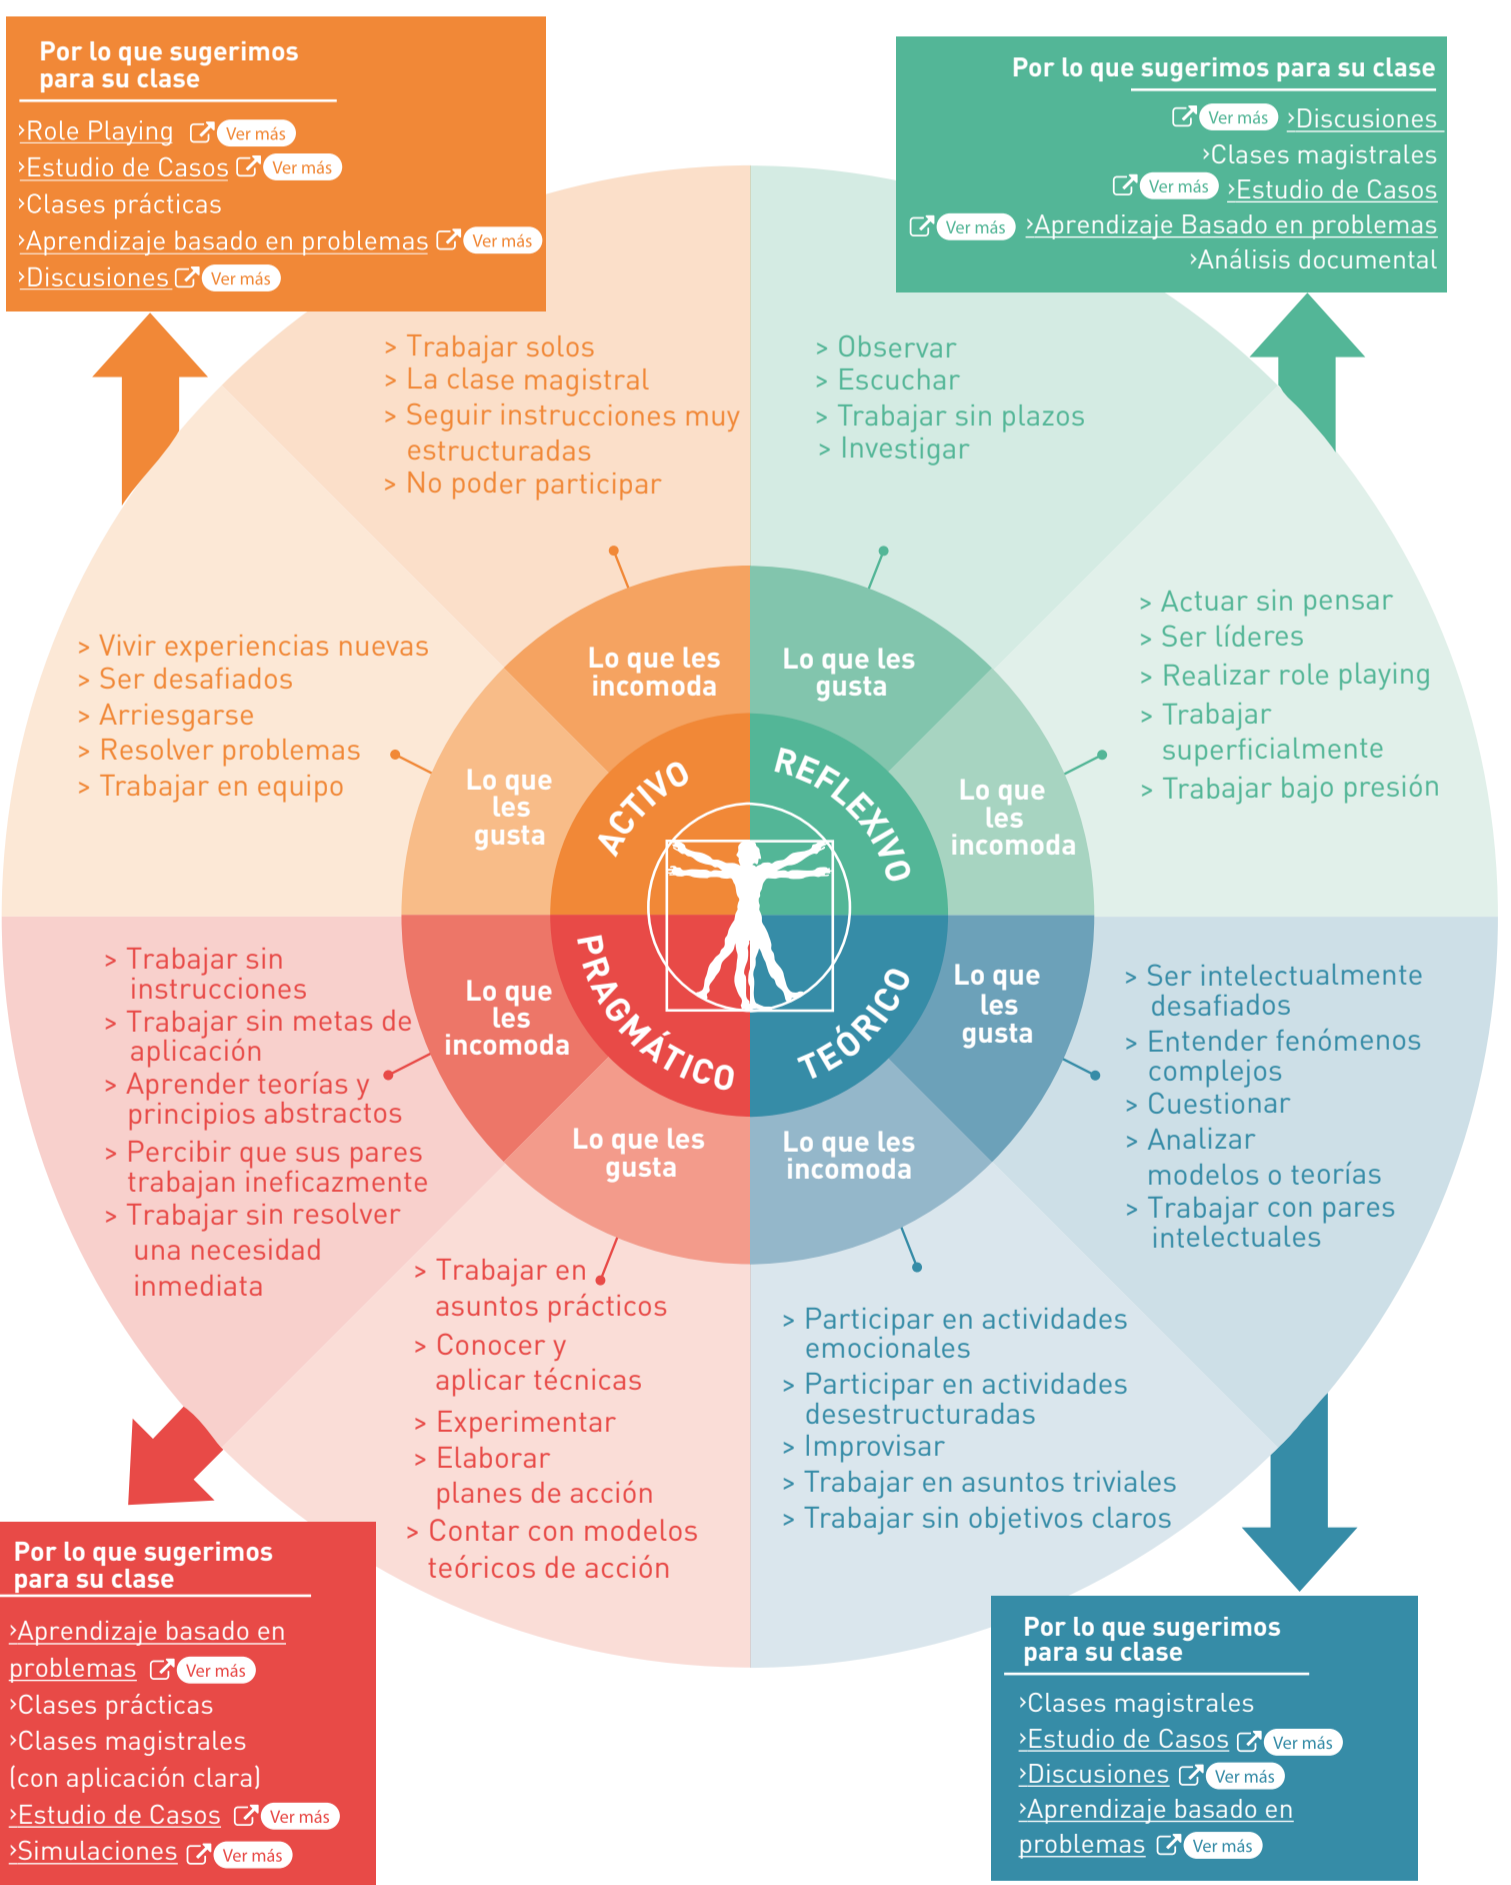 Por lo que sugerimos
para su clase
›Role Playing Ver más
›Estudio de Casos Ver más
›Clases prácticas
›Aprendizaje basado en problemas Ver más
›Discusiones Ver más
Por lo que sugerimos para su clase
Ver más ›Discusiones
›Clases magistrales
Ver más ›Estudio de Casos
Ver más ›Aprendizaje Basado en problemas
›Análisis documental
> Trabajar solos
> La clase magistral
> Seguir instrucciones muy
estructuradas
> No poder participar
> Observar
> Escuchar
> Trabajar sin plazos
> Investigar
> Vivir experiencias nuevas
> Ser desafiados
> Arriesgarse
> Resolver problemas
> Trabajar en equipo
> Actuar sin pensar
> Ser líderes
> Realizar role playing
> Trabajar
superficialmente
> Trabajar bajo presión
Lo que les
incomoda
Lo que les
gusta
Lo que
les
gusta
Lo que
les
incomoda
ACTIVO
REFLEXIVO
PRAGMÁTICO
TEÓRICO
Lo que
les
incomoda
Lo que
les
gusta
Lo que les
gusta
Lo que les
incomoda
> Trabajar sin
instrucciones
> Trabajar sin metas de
aplicación
> Aprender teorías y
principios abstractos
> Percibir que sus pares
trabajan ineficazmente
> Trabajar sin resolver
una necesidad
inmediata
> Ser intelectualmente
desafiados
> Entender fenómenos
complejos
> Cuestionar
> Analizar
modelos o teorías
> Trabajar con pares
intelectuales
> Trabajar en
asuntos prácticos
> Conocer y
aplicar técnicas
> Experimentar
> Elaborar
planes de acción
> Contar con modelos
teóricos de acción
> Participar en actividades
emocionales
> Participar en actividades
desestructuradas
> Improvisar
> Trabajar en asuntos triviales
> Trabajar sin objetivos claros
Por lo que sugerimos
para su clase
›Aprendizaje basado en
problemas Ver más
›Clases prácticas
›Clases magistrales
(con aplicación clara)
›Estudio de Casos Ver más
›Simulaciones Ver más
Por lo que sugerimos
para su clase
›Clases magistrales
›Estudio de Casos Ver más
›Discusiones Ver más
›Aprendizaje basado en
problemas Ver más